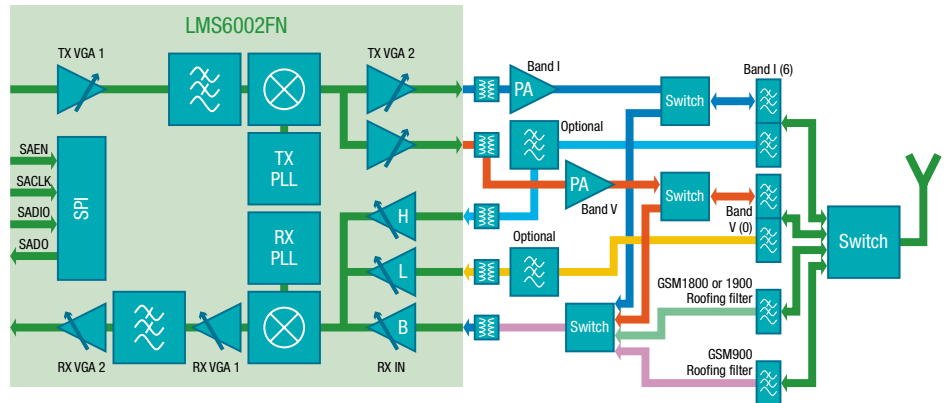 LMS6002FN
TX VGA 1
TX VGA 2
Band I
Band I (6)
PA
Switch
Optional
SAEN
SACLK
SADIO
SADO
SPI
TX
PLL
PA
Band V
Switch
Band
V (0)
H
RX
PLL
Optional
L
Switch
GSM1800 or 1900
Roofing filter
B
Switch
GSM900
Roofing filter
RX VGA 2
RX VGA 1
RX IN